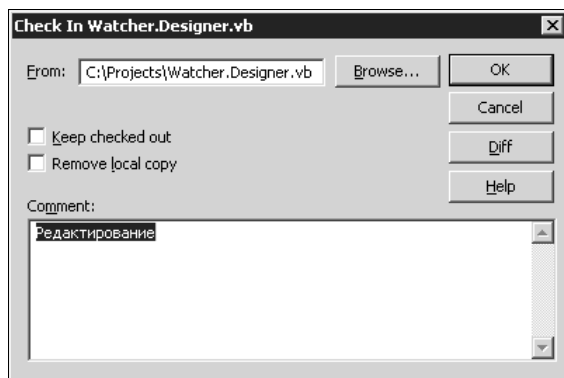 Check In Watcher.Designer.vb
From: C:\Projects\Watcher.Designer.vb Browse... OK
Cancel
Keep checked out
Diff
Remove local copy
Help
Comment:
Редактирование